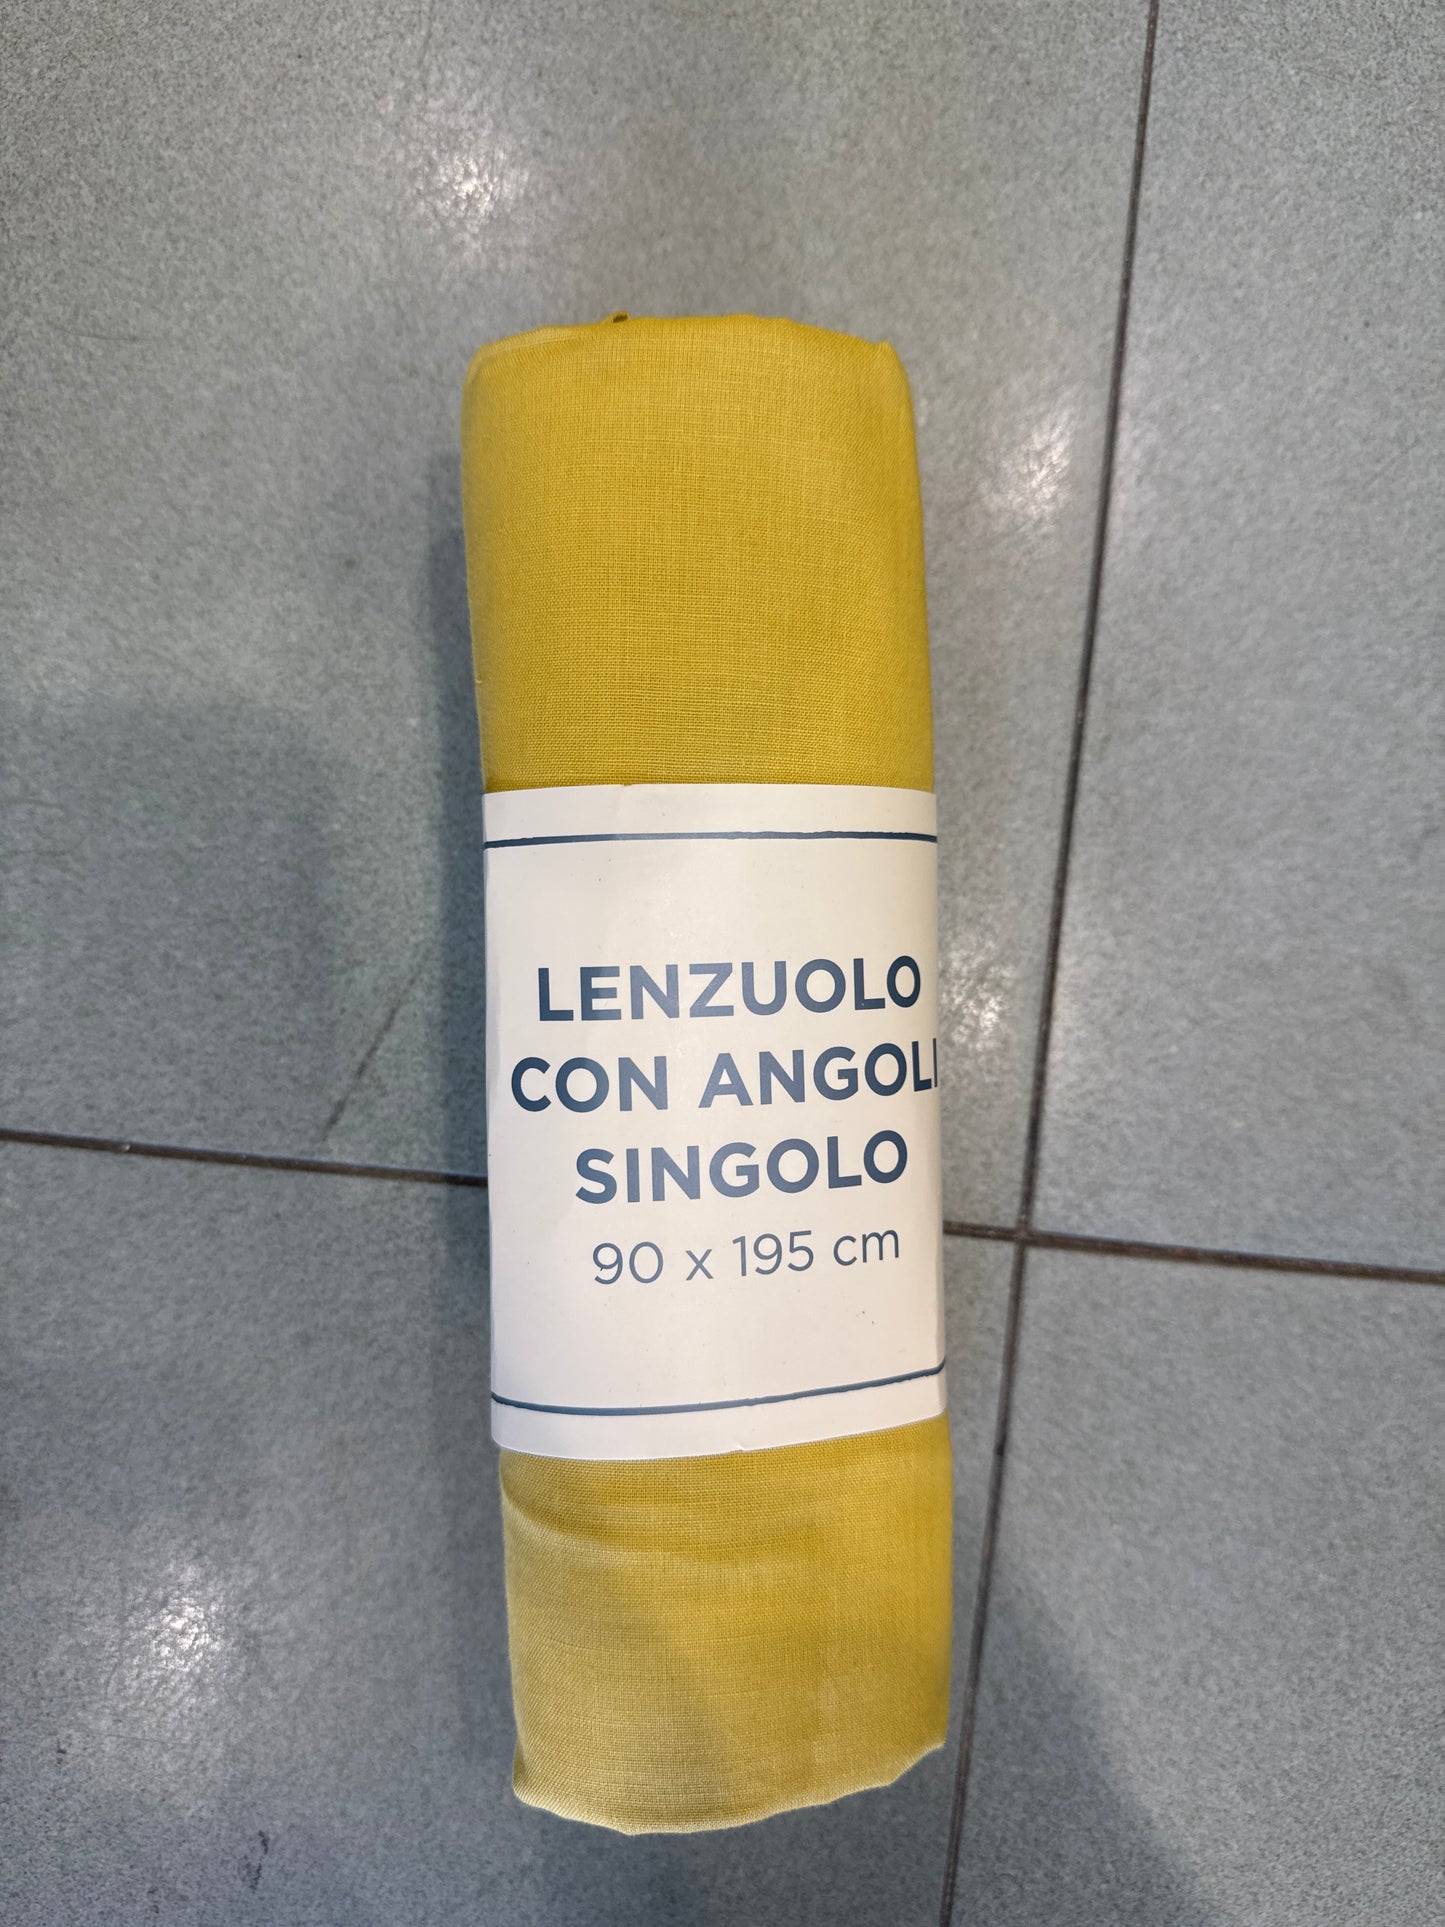 LENZUOLO
CON ANGOLI
SINGOLO
90 x 195 cm